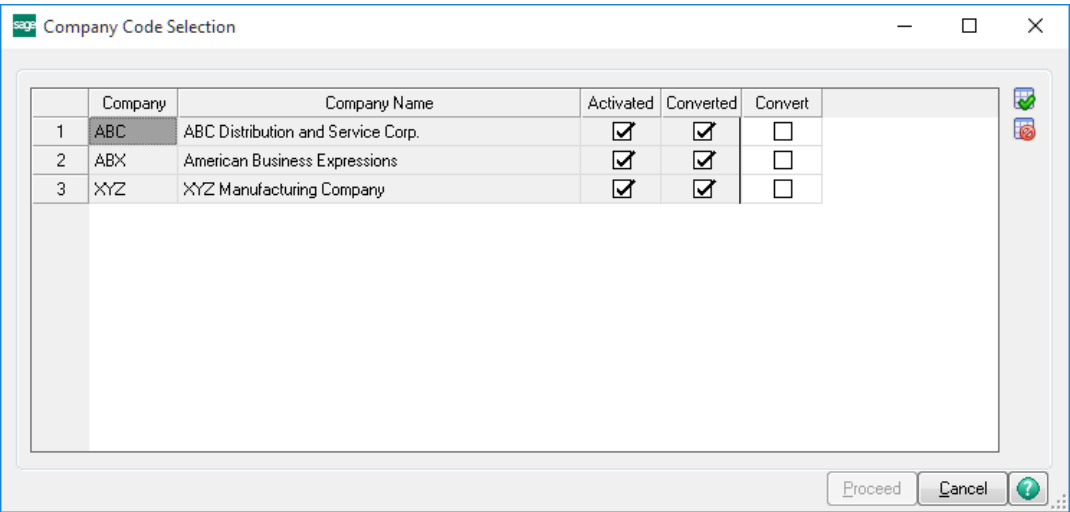 sage Company Code Selection
Company Company Name Activated Converted Convert
1 ABC ABC Distribution and Service Corp.
2 ABX American Business Expressions
3 XYZ XYZ Manufacturing Company
Proceed Cancel ?